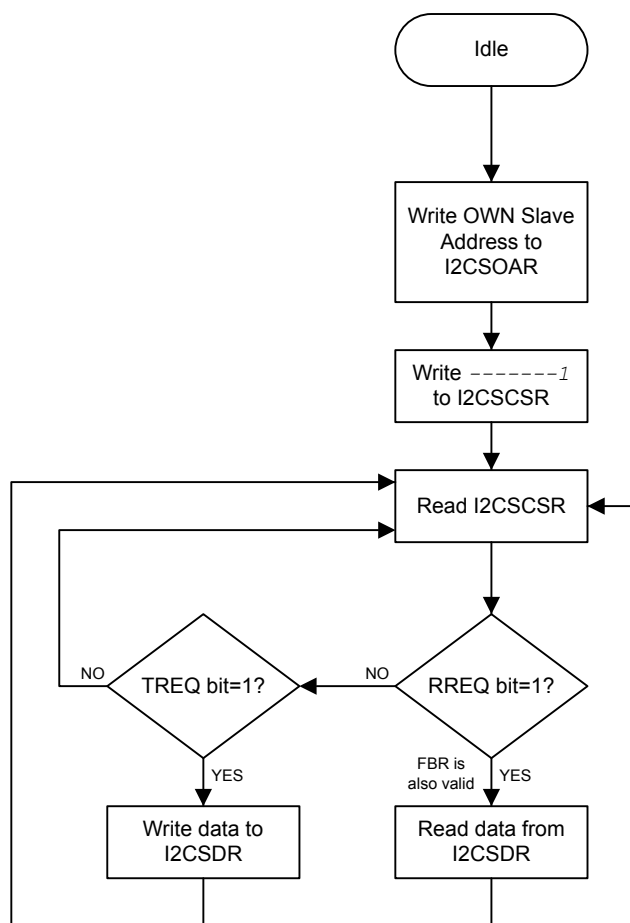 Idle
Write OWN Slave
Address to
I2CSOAR
Write -------1
to I2CSCSR
Read I2CSCSR
NO
TREQ bit=1?
NO
RREQ bit=1?
YES
FBR is
also valid
YES
Write data to
I2CSDR
Read data from
I2CSDR